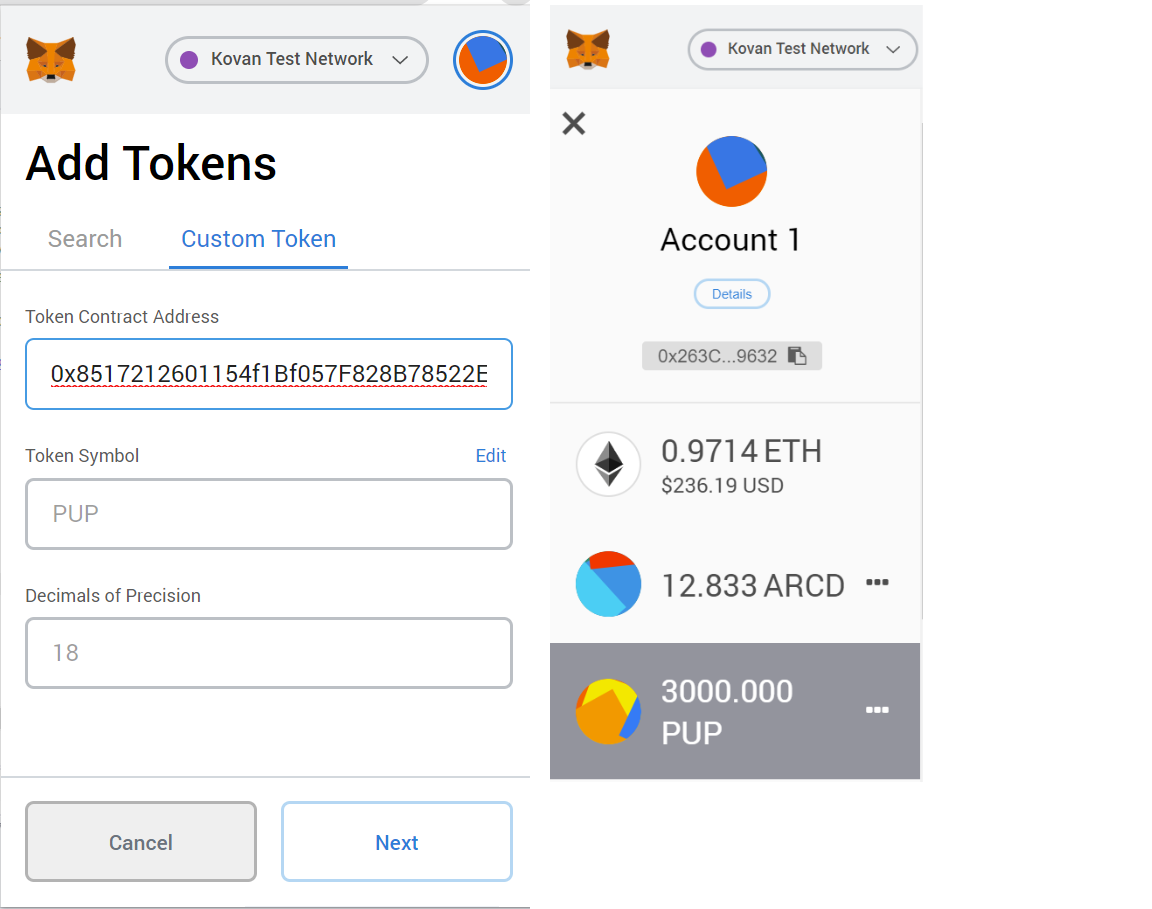 Kovan Test Network
Add Tokens
Search
Custom Token
Token Contract Address
0x8517212601154f1Bf057F828B78522E
Token Symbol
Edit
PUP
Decimals of Precision
18
Cancel
Next
Kovan Test Network
Account 1
Details
0x263C...9632
0.9714 ETH
$236.19 USD
12.833 ARCD
3000.000
PUP